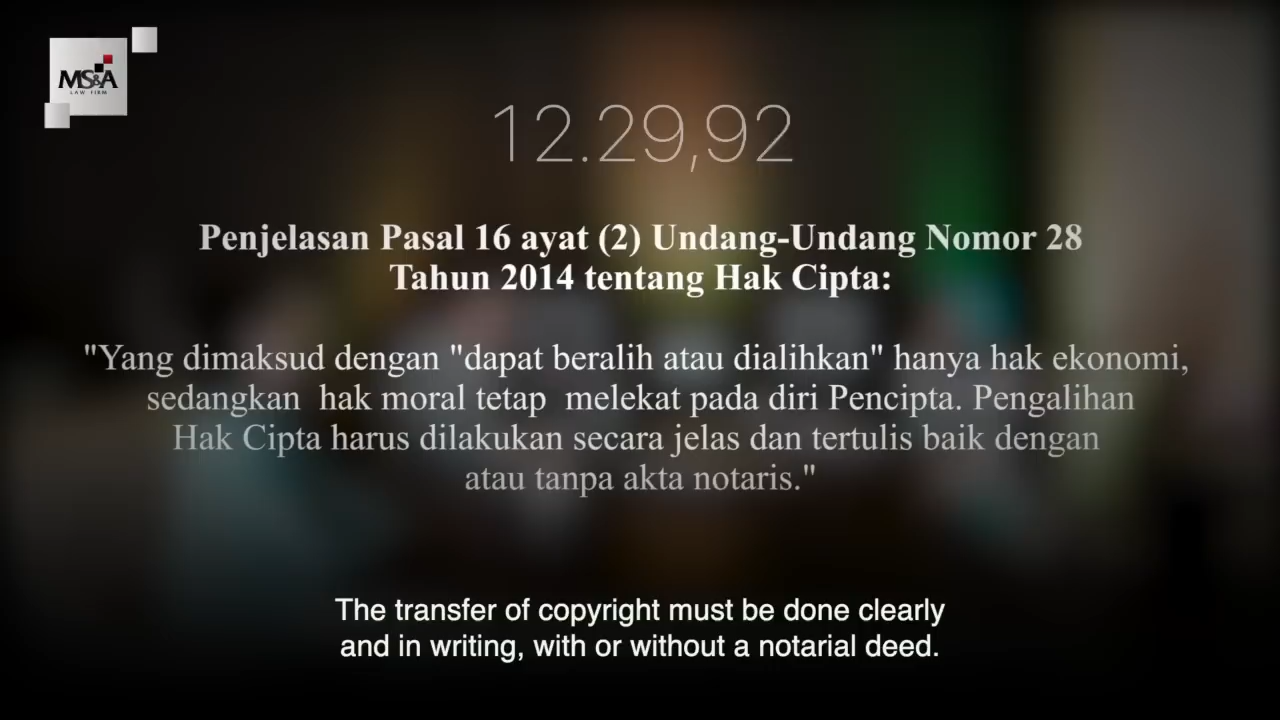 MS&A
LAW FIRM
12.29,92
Penjelasan Pasal 16 ayat (2) Undang-Undang Nomor 28
Tahun 2014 tentang Hak Cipta:
"Yang dimaksud dengan "dapat beralih atau dialihkan" hanya hak ekonomi,
sedangkan hak moral tetap melekat pada diri Pencipta. Pengalihan
Hak Cipta harus dilakukan secara jelas dan tertulis baik dengan
atau tanpa akta notaris."
The transfer of copyright must be done clearly
and in writing, with or without a notarial deed.